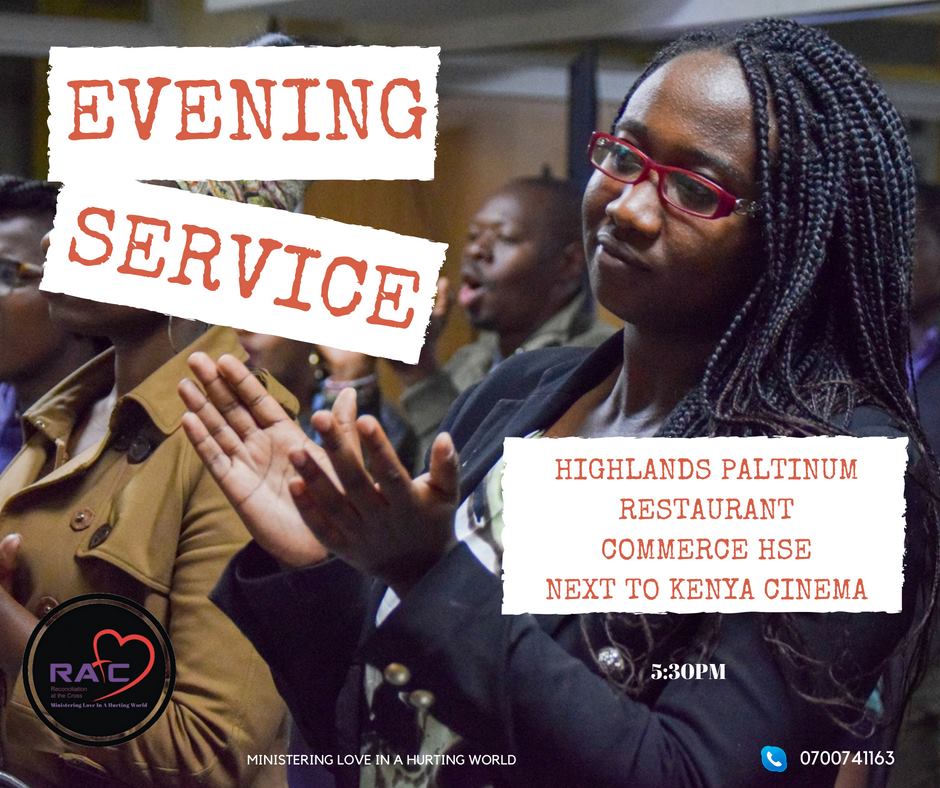 EVENING
SERVICE
HIGHLANDS PALTINUM
RESTAURANT
COMMERCE HSE
NEXT TO KENYA CINEMA
5:30PM
RATC
Reconciliation
at the Cross
Ministering Love In A Hurting World
MINISTERING LOVE IN A HURTING WORLD
0700741163